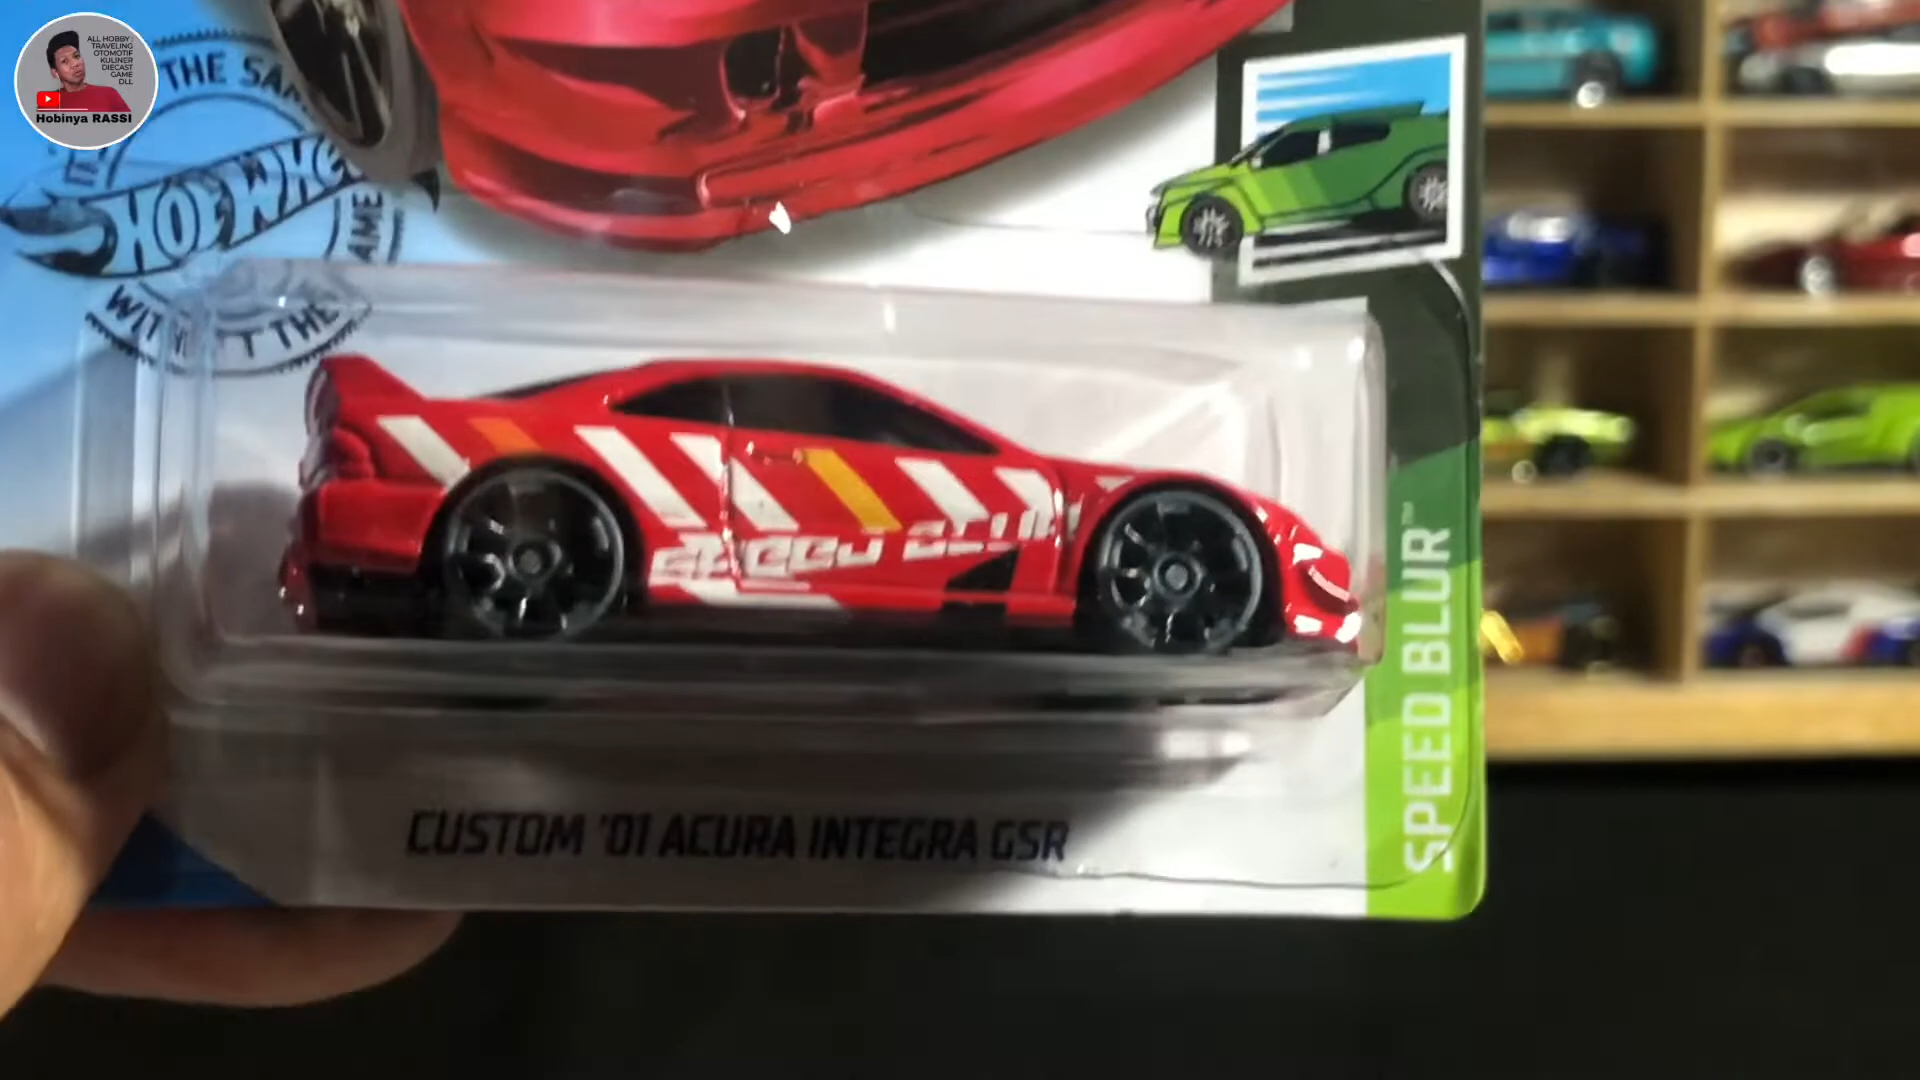 ALL HOBBY :
TRAVELING
OTOMOTIF
KULINER
DIECAST
GAME
DLL
Hobinya RASSI
THE SAME
WITHOUT THE
SPEED BLUR
CUSTOM '01 ACURA INTEGRA GSR
SPEED BLUR™